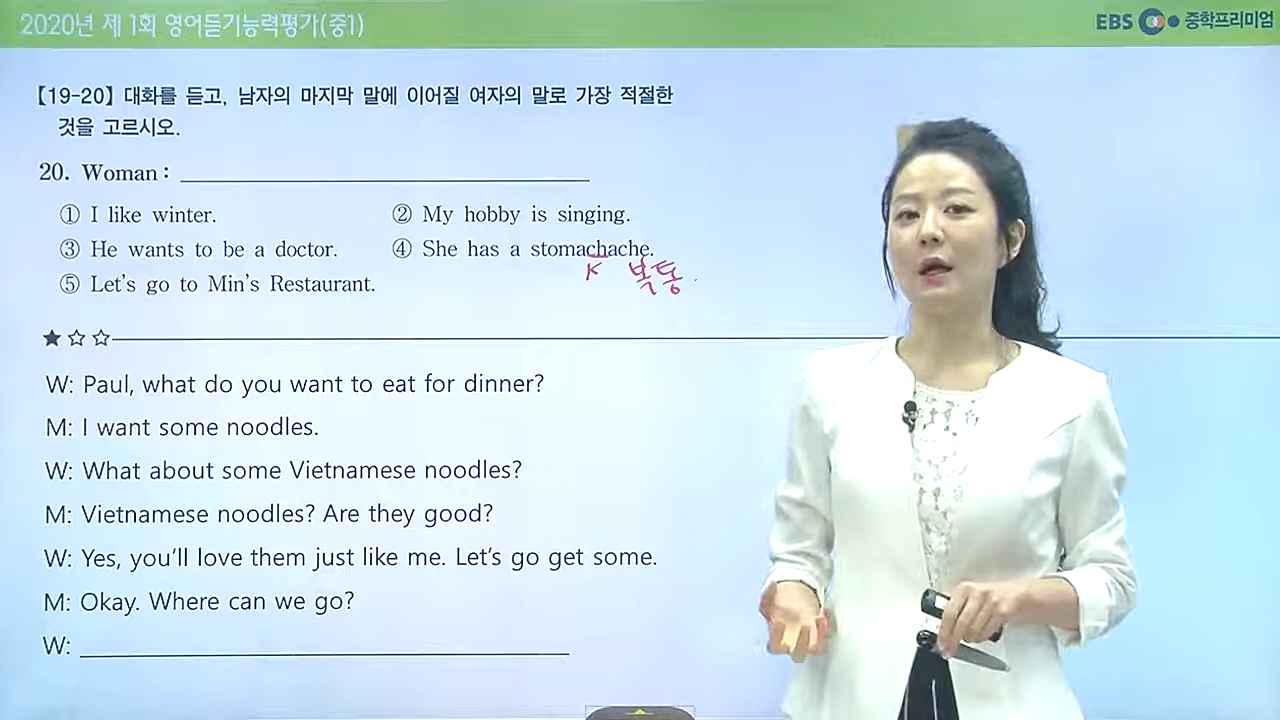 2020년 제 1회 영어듣기능력평가(중1)
EBS 중학프리미엄
【19-20】 대화를 듣고, 남자의 마지막 말에 이어질 여자의 말로 가장 적절한
것을 고르시오.
20. Woman :
① I like winter.
② My hobby is singing.
③ He wants to be a doctor.
④ She has a stomachache.
K 복통
⑤ Let's go to Min's Restaurant.
★☆☆
W: Paul, what do you want to eat for dinner?
M: I want some noodles.
W: What about some Vietnamese noodles?
M: Vietnamese noodles? Are they good?
W: Yes, you'll love them just like me. Let's go get some.
M: Okay. Where can we go?
W: